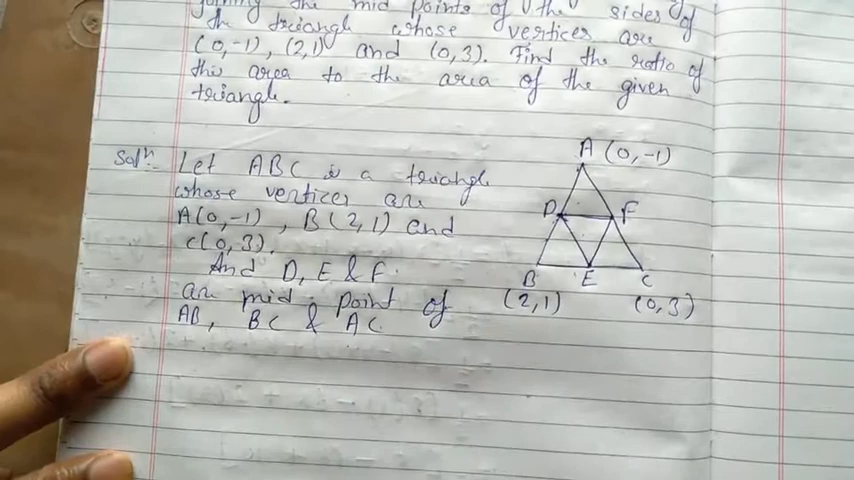 joining the mid points of the sides of
the triangle whose vertices are
(0,-1), (2,1) and (0,3). Find the ratio of
this area to the area of the given
triangle.
Solⁿ. Let ABC is a triangle
whose vertices are
A(0,-1), B(2,1) and
C(0,3).
And D, E & F.
are mid-point of
AB, BC & AC.
A (0,-1)
D F
B E C
(2,1) (0,3)